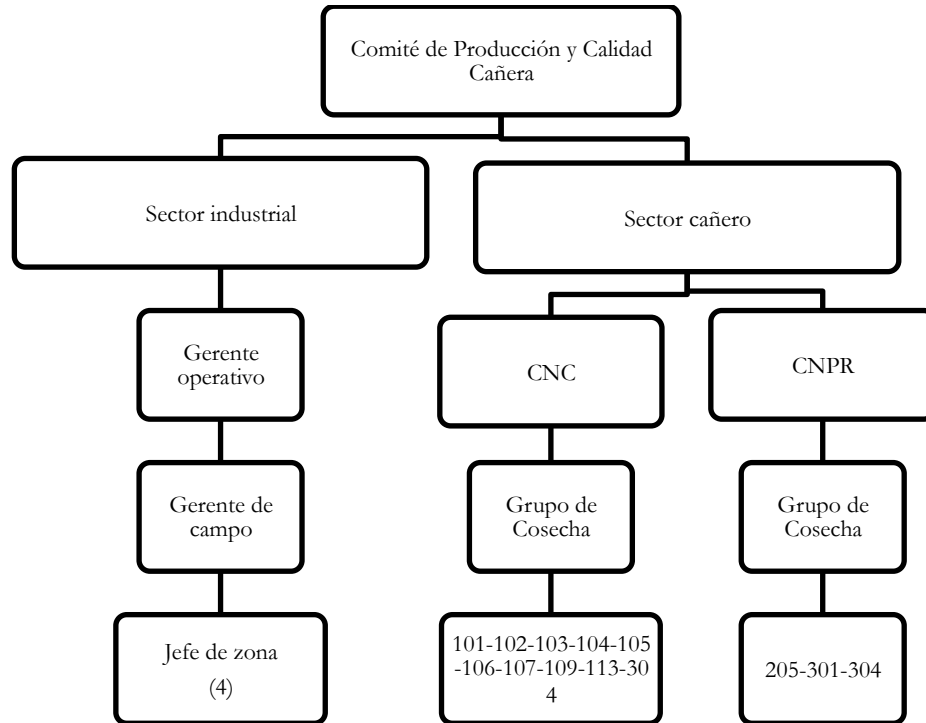 Comité de Producción y Calidad
Cañera
Sector industrial
Sector cañero
Gerente
operativo
CNC
CNPR
Gerente de
campo
Grupo de
Cosecha
Grupo de
Cosecha
Jefe de zona
(4)
101-102-103-104-105
-106-107-109-113-30
4
205-301-304